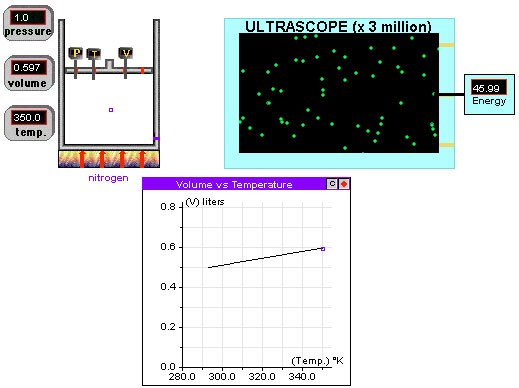 1.0
pressure
0.597
volume
350.0
temp.
P T V
nitrogen
ULTRASCOPE (x 3 million)
45.99
Energy
Volume vs Temperature C
(V) liters
0.8
0.6
0.4
0.2
0.0
(Temp.) °K
280.0 300.0 320.0 340.0